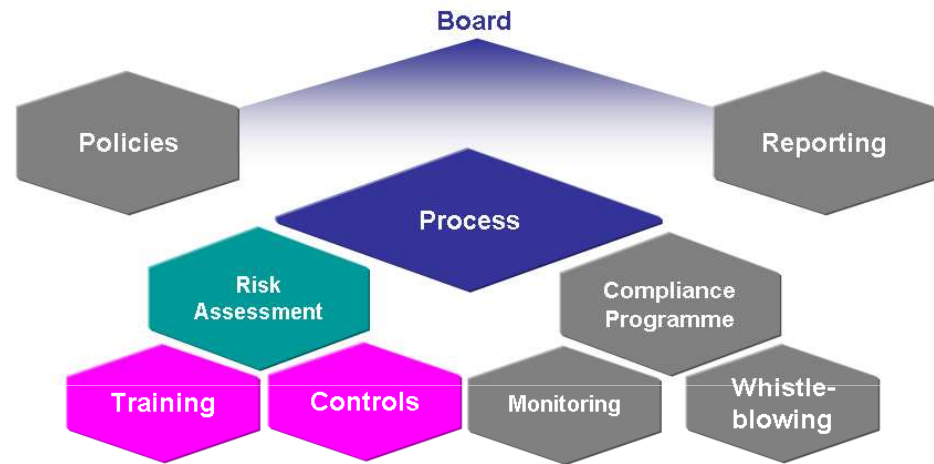 Board
Policies
Reporting
Process
Risk
Assessment
Compliance
Programme
Training
Controls
Monitoring
Whistle-
blowing